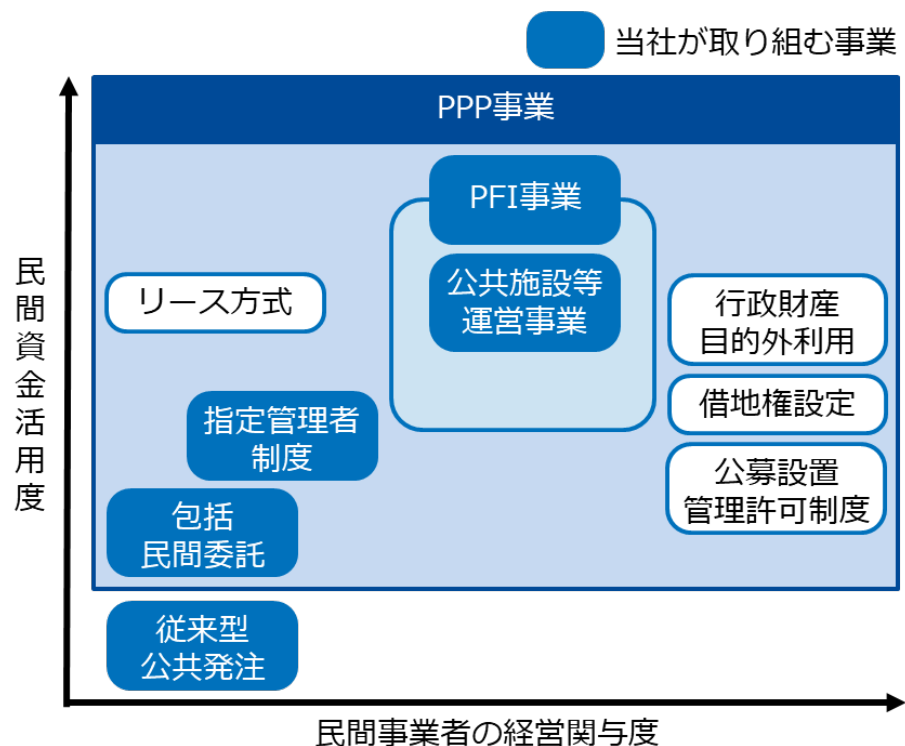 当社が取り組む事業
PPP事業
PFI事業
公共施設等
運営事業
リース方式
行政財産
目的外利用
指定管理者
制度
借地権設定
公募設置
管理許可制度
包括
民間委託
従来型
公共発注
民間資金活用度
民間事業者の経営関与度